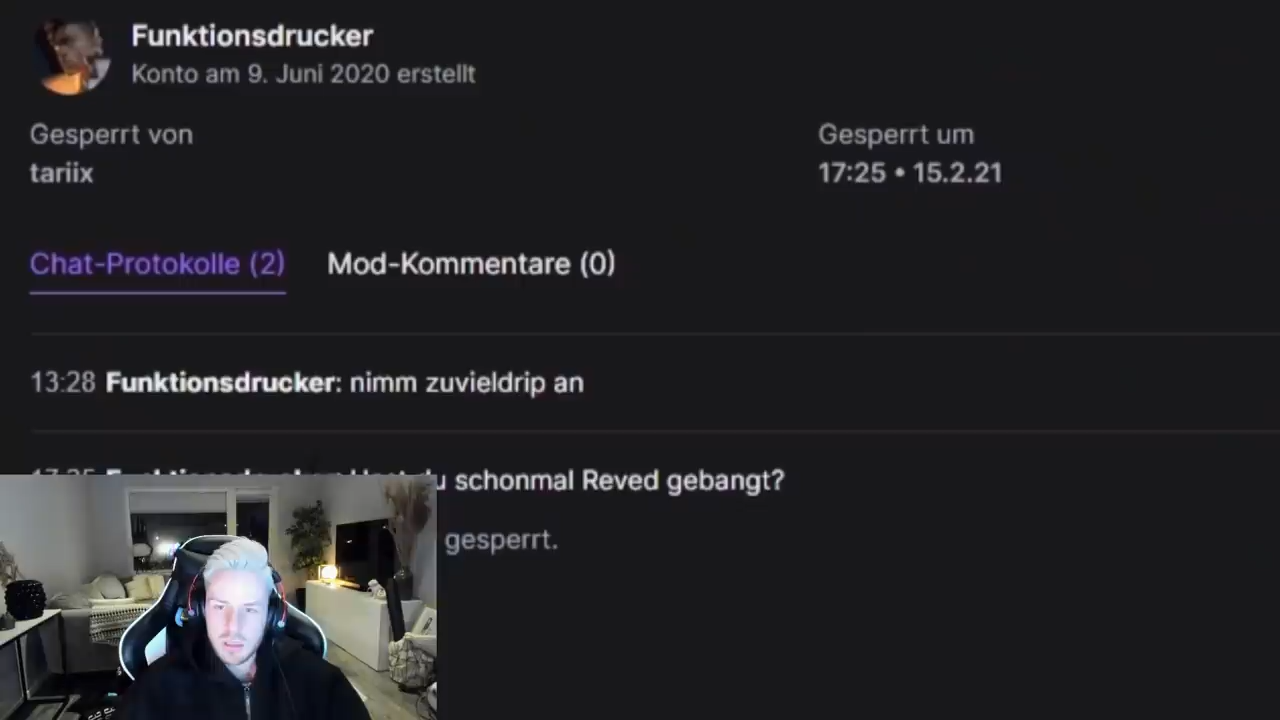 Funktionsdrucker
Konto am 9. Juni 2020 erstellt
Gesperrt von
Gesperrt um
tariix
17:25 • 15.2.21
Chat-Protokolle (2)
Mod-Kommentare (0)
13:28 Funktionsdrucker: nimm zuvieldrip an
schonmal Reved gebangt?
gesperrt.